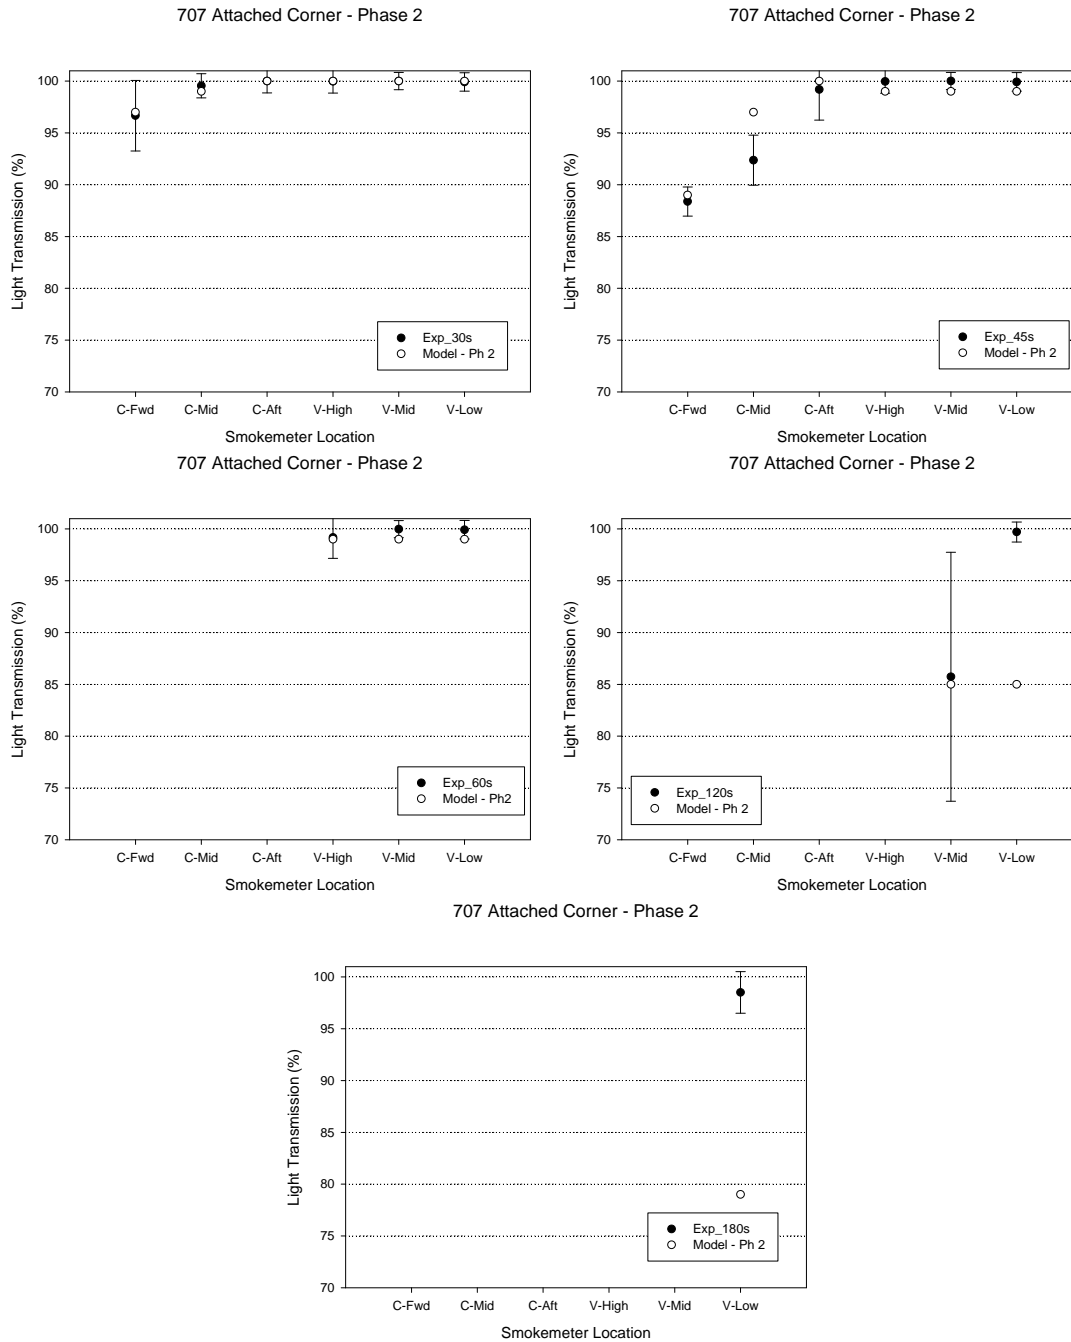 707 Attached Corner - Phase 2
Light Transmission (%)
100
95
90
85
80
75
70
Exp_30s
Model - Ph 2
C-Fwd C-Mid C-Aft V-High V-Mid V-Low
Smokemeter Location
707 Attached Corner - Phase 2
Light Transmission (%)
100
95
90
85
80
75
70
Exp_45s
Model - Ph 2
C-Fwd C-Mid C-Aft V-High V-Mid V-Low
Smokemeter Location
707 Attached Corner - Phase 2
Light Transmission (%)
100
95
90
85
80
75
70
Exp_60s
Model - Ph2
C-Fwd C-Mid C-Aft V-High V-Mid V-Low
Smokemeter Location
707 Attached Corner - Phase 2
Light Transmission (%)
100
95
90
85
80
75
70
Exp_120s
Model - Ph 2
C-Fwd C-Mid C-Aft V-High V-Mid V-Low
Smokemeter Location
707 Attached Corner - Phase 2
Light Transmission (%)
100
95
90
85
80
75
70
Exp_180s
Model - Ph 2
C-Fwd C-Mid C-Aft V-High V-Mid V-Low
Smokemeter Location